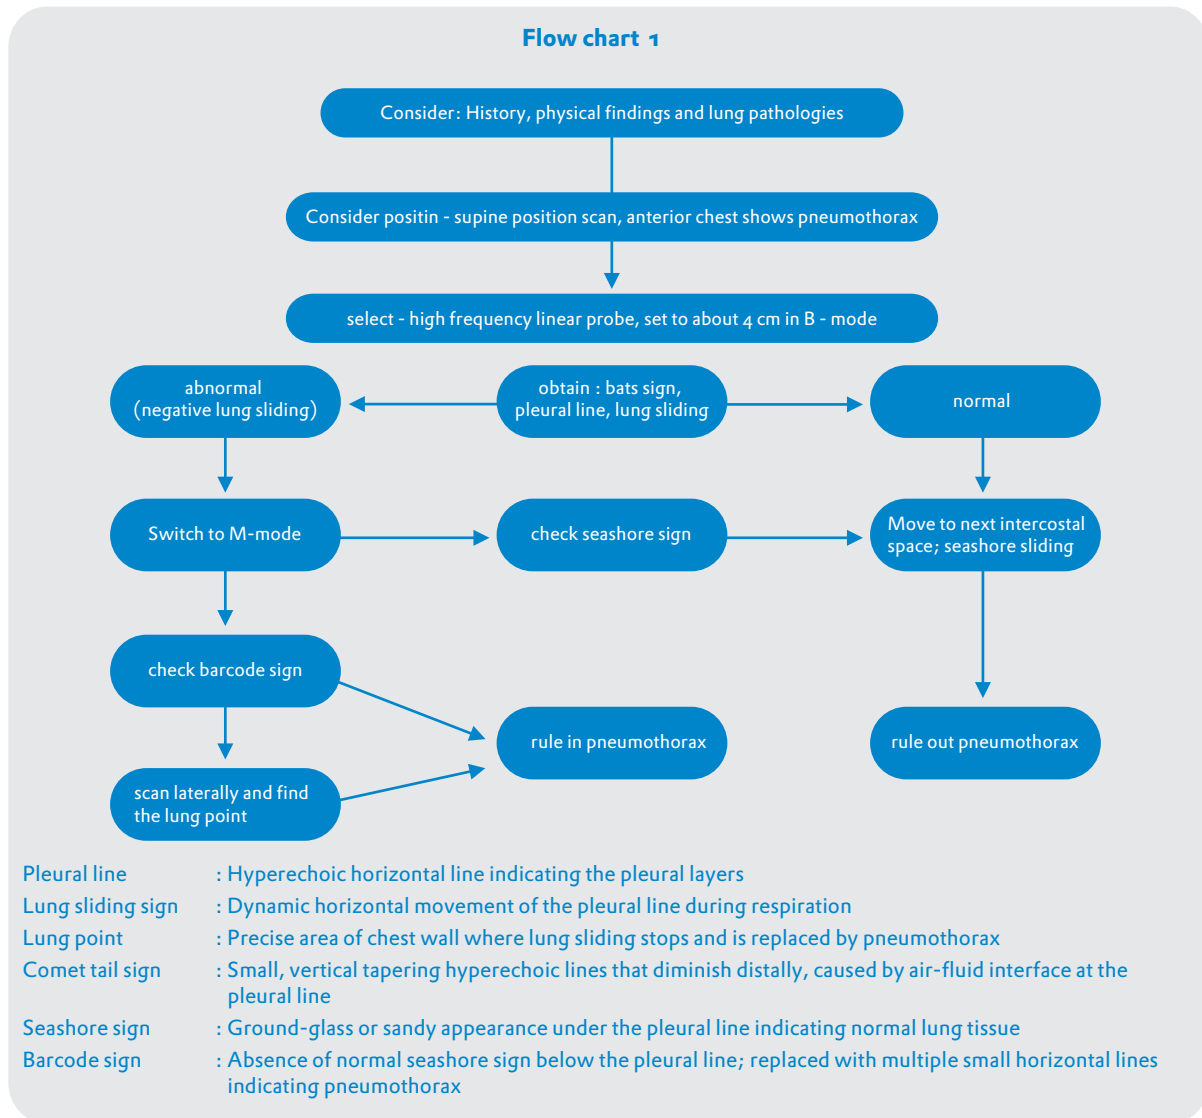 Flow chart 1
Consider: History, physical findings and lung pathologies
Consider positin - supine position scan, anterior chest shows pneumothorax
select - high frequency linear probe, set to about 4 cm in B - mode
abnormal
(negative lung sliding)
obtain : bats sign,
pleural line, lung sliding
normal
Switch to M-mode
check seashore sign
Move to next intercostal
space; seashore sliding
check barcode sign
rule in pneumothorax
rule out pneumothorax
scan laterally and find
the lung point
Pleural line : Hyperechoic horizontal line indicating the pleural layers
Lung sliding sign : Dynamic horizontal movement of the pleural line during respiration
Lung point : Precise area of chest wall where lung sliding stops and is replaced by pneumothorax
Comet tail sign : Small, vertical tapering hyperechoic lines that diminish distally, caused by air-fluid interface at the
pleural line
Seashore sign : Ground-glass or sandy appearance under the pleural line indicating normal lung tissue
Barcode sign : Absence of normal seashore sign below the pleural line; replaced with multiple small horizontal lines
indicating pneumothorax